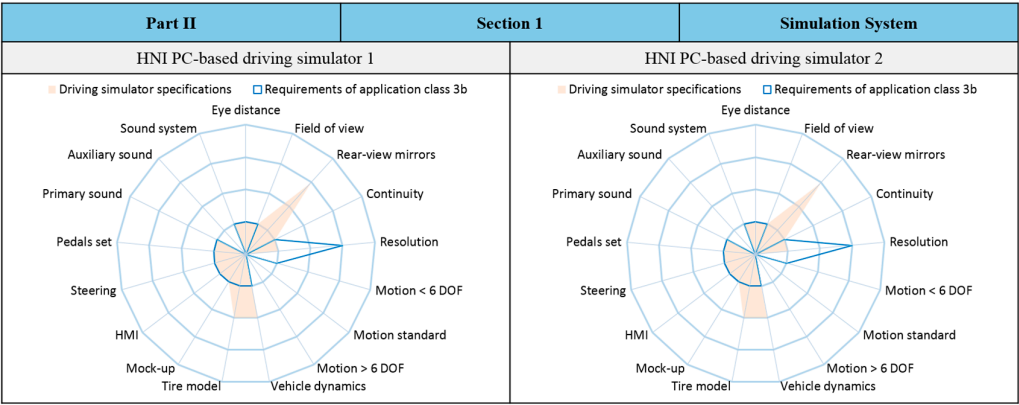 Part II Section 1 Simulation System
HNI PC-based driving simulator 1 HNI PC-based driving simulator 2
Driving simulator specifications Requirements of application class 3b
Eye distance
Sound system Field of view
Auxiliary sound Rear-view mirrors
Primary sound Continuity
Pedals set Resolution
Steering Motion < 6 DOF
HMI Motion standard
Mock-up Motion > 6 DOF
Tire model Vehicle dynamics
Driving simulator specifications Requirements of application class 3b
Eye distance
Sound system Field of view
Auxiliary sound Rear-view mirrors
Primary sound Continuity
Pedals set Resolution
Steering Motion < 6 DOF
HMI Motion standard
Mock-up Motion > 6 DOF
Tire model Vehicle dynamics